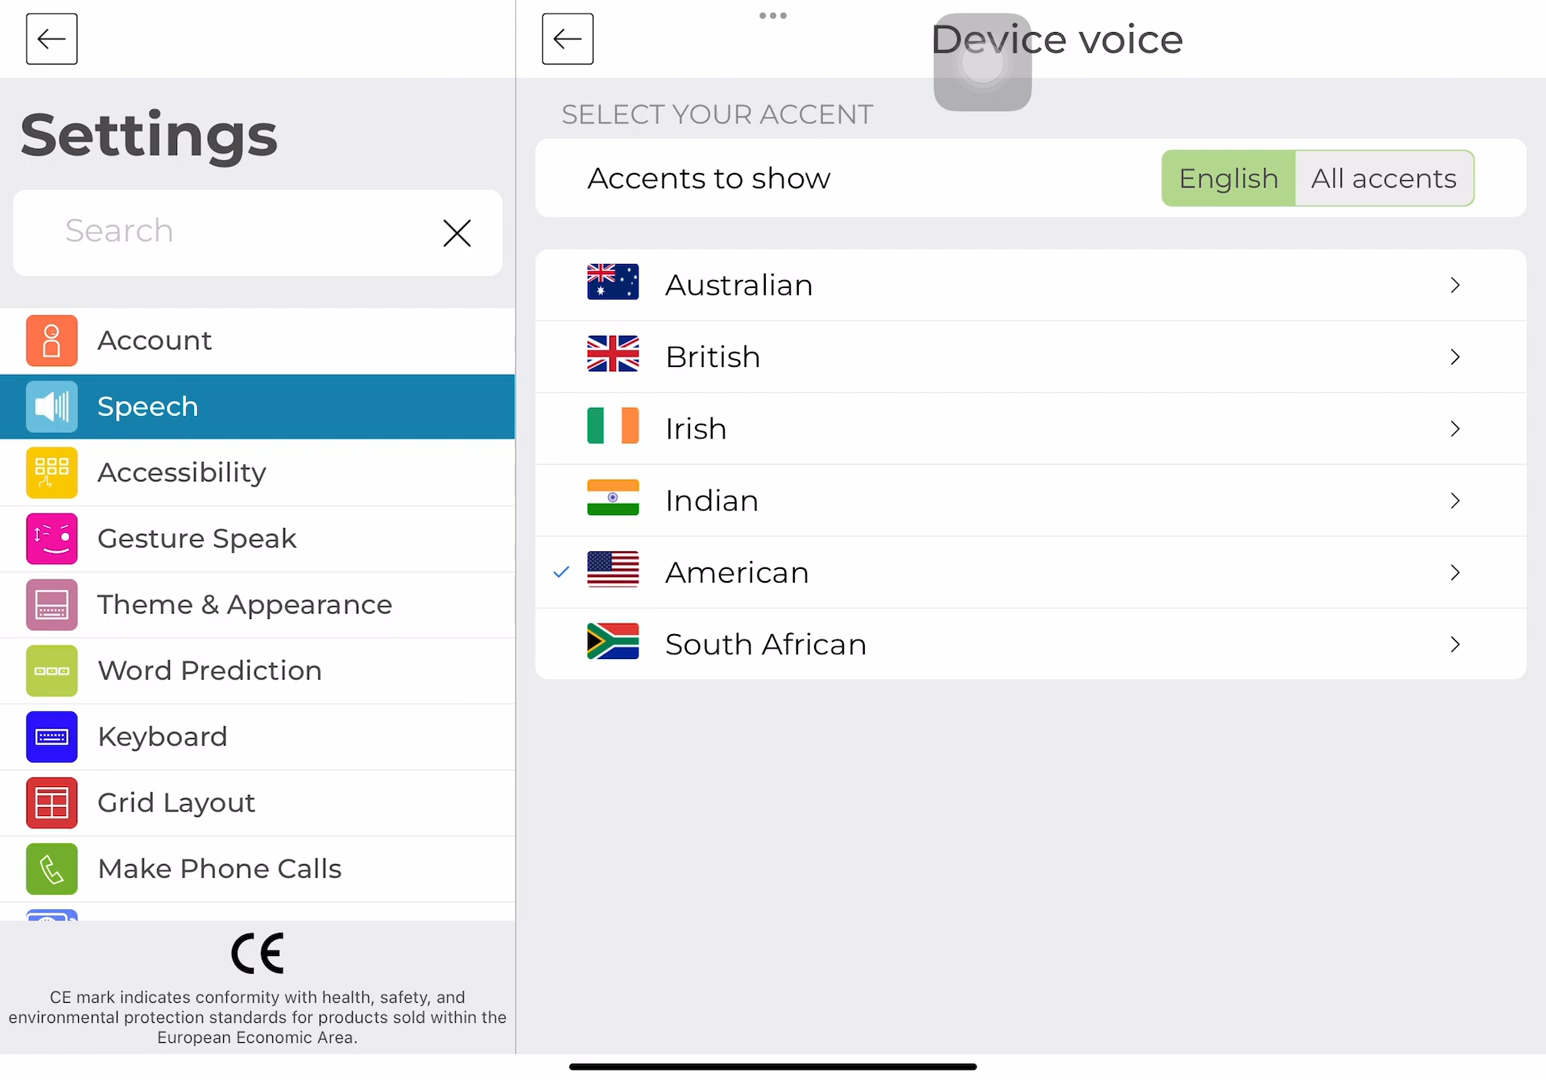 Settings
Search
Account
Speech
Accessibility
Gesture Speak
Theme & Appearance
Word Prediction
Keyboard
Grid Layout
Make Phone Calls
CE
CE mark indicates conformity with health, safety, and
environmental protection standards for products sold within the
European Economic Area.
Device voice
SELECT YOUR ACCENT
Accents to show
English
All accents
Australian
British
Irish
Indian
American
South African